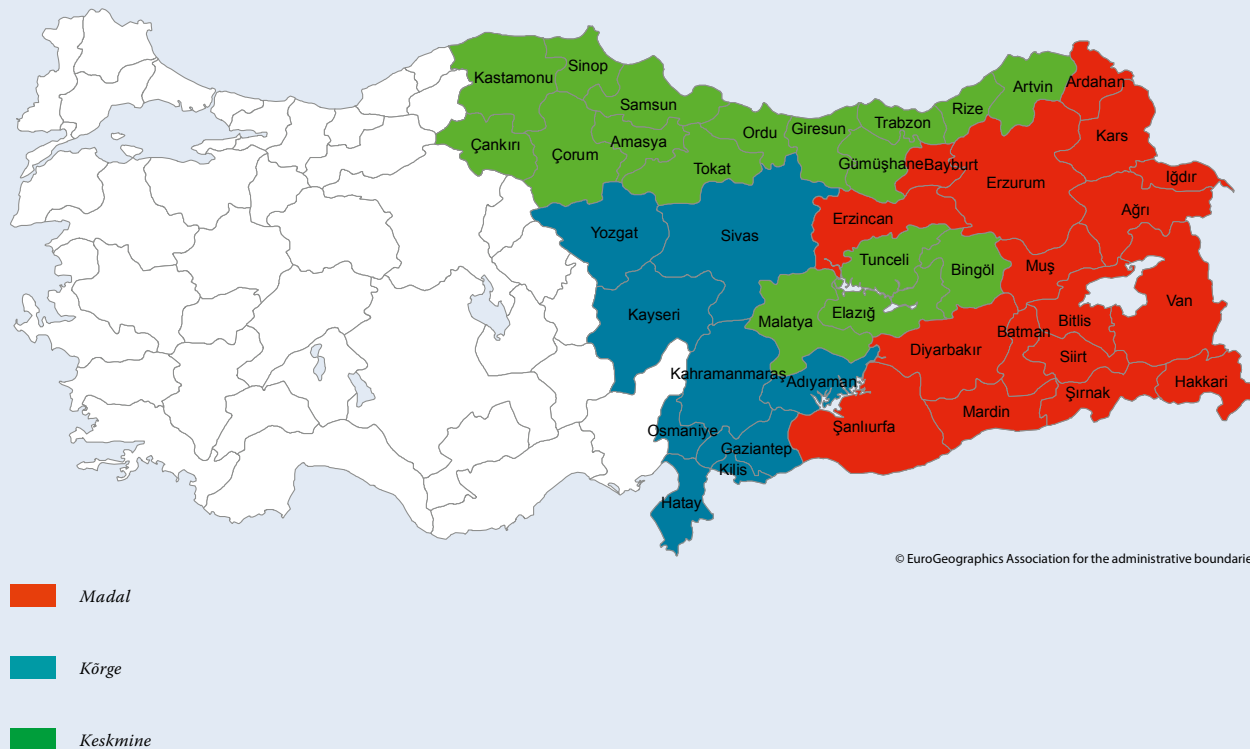 Kastamonu
Sinop
Samsun
Çankırı
Çorum
Amasya
Tokat
Ordu
Giresun
Trabzon
Rize
Artvin
Ardahan
Kars
Gümüşhane
Bayburt
Erzurum
Iğdır
Ağrı
Erzincan
Yozgat
Sivas
Tunceli
Bingöl
Muş
Van
Kayseri
Malatya
Elazığ
Diyarbakır
Batman
Bitlis
Siirt
Kahramanmaraş
Adıyaman
Şırnak
Hakkari
Mardin
Şanlıurfa
Osmaniye
Gaziantep
Kilis
Hatay
© EuroGeographics Association for the administrative boundarie
Madal
Kõrge
Keskmine